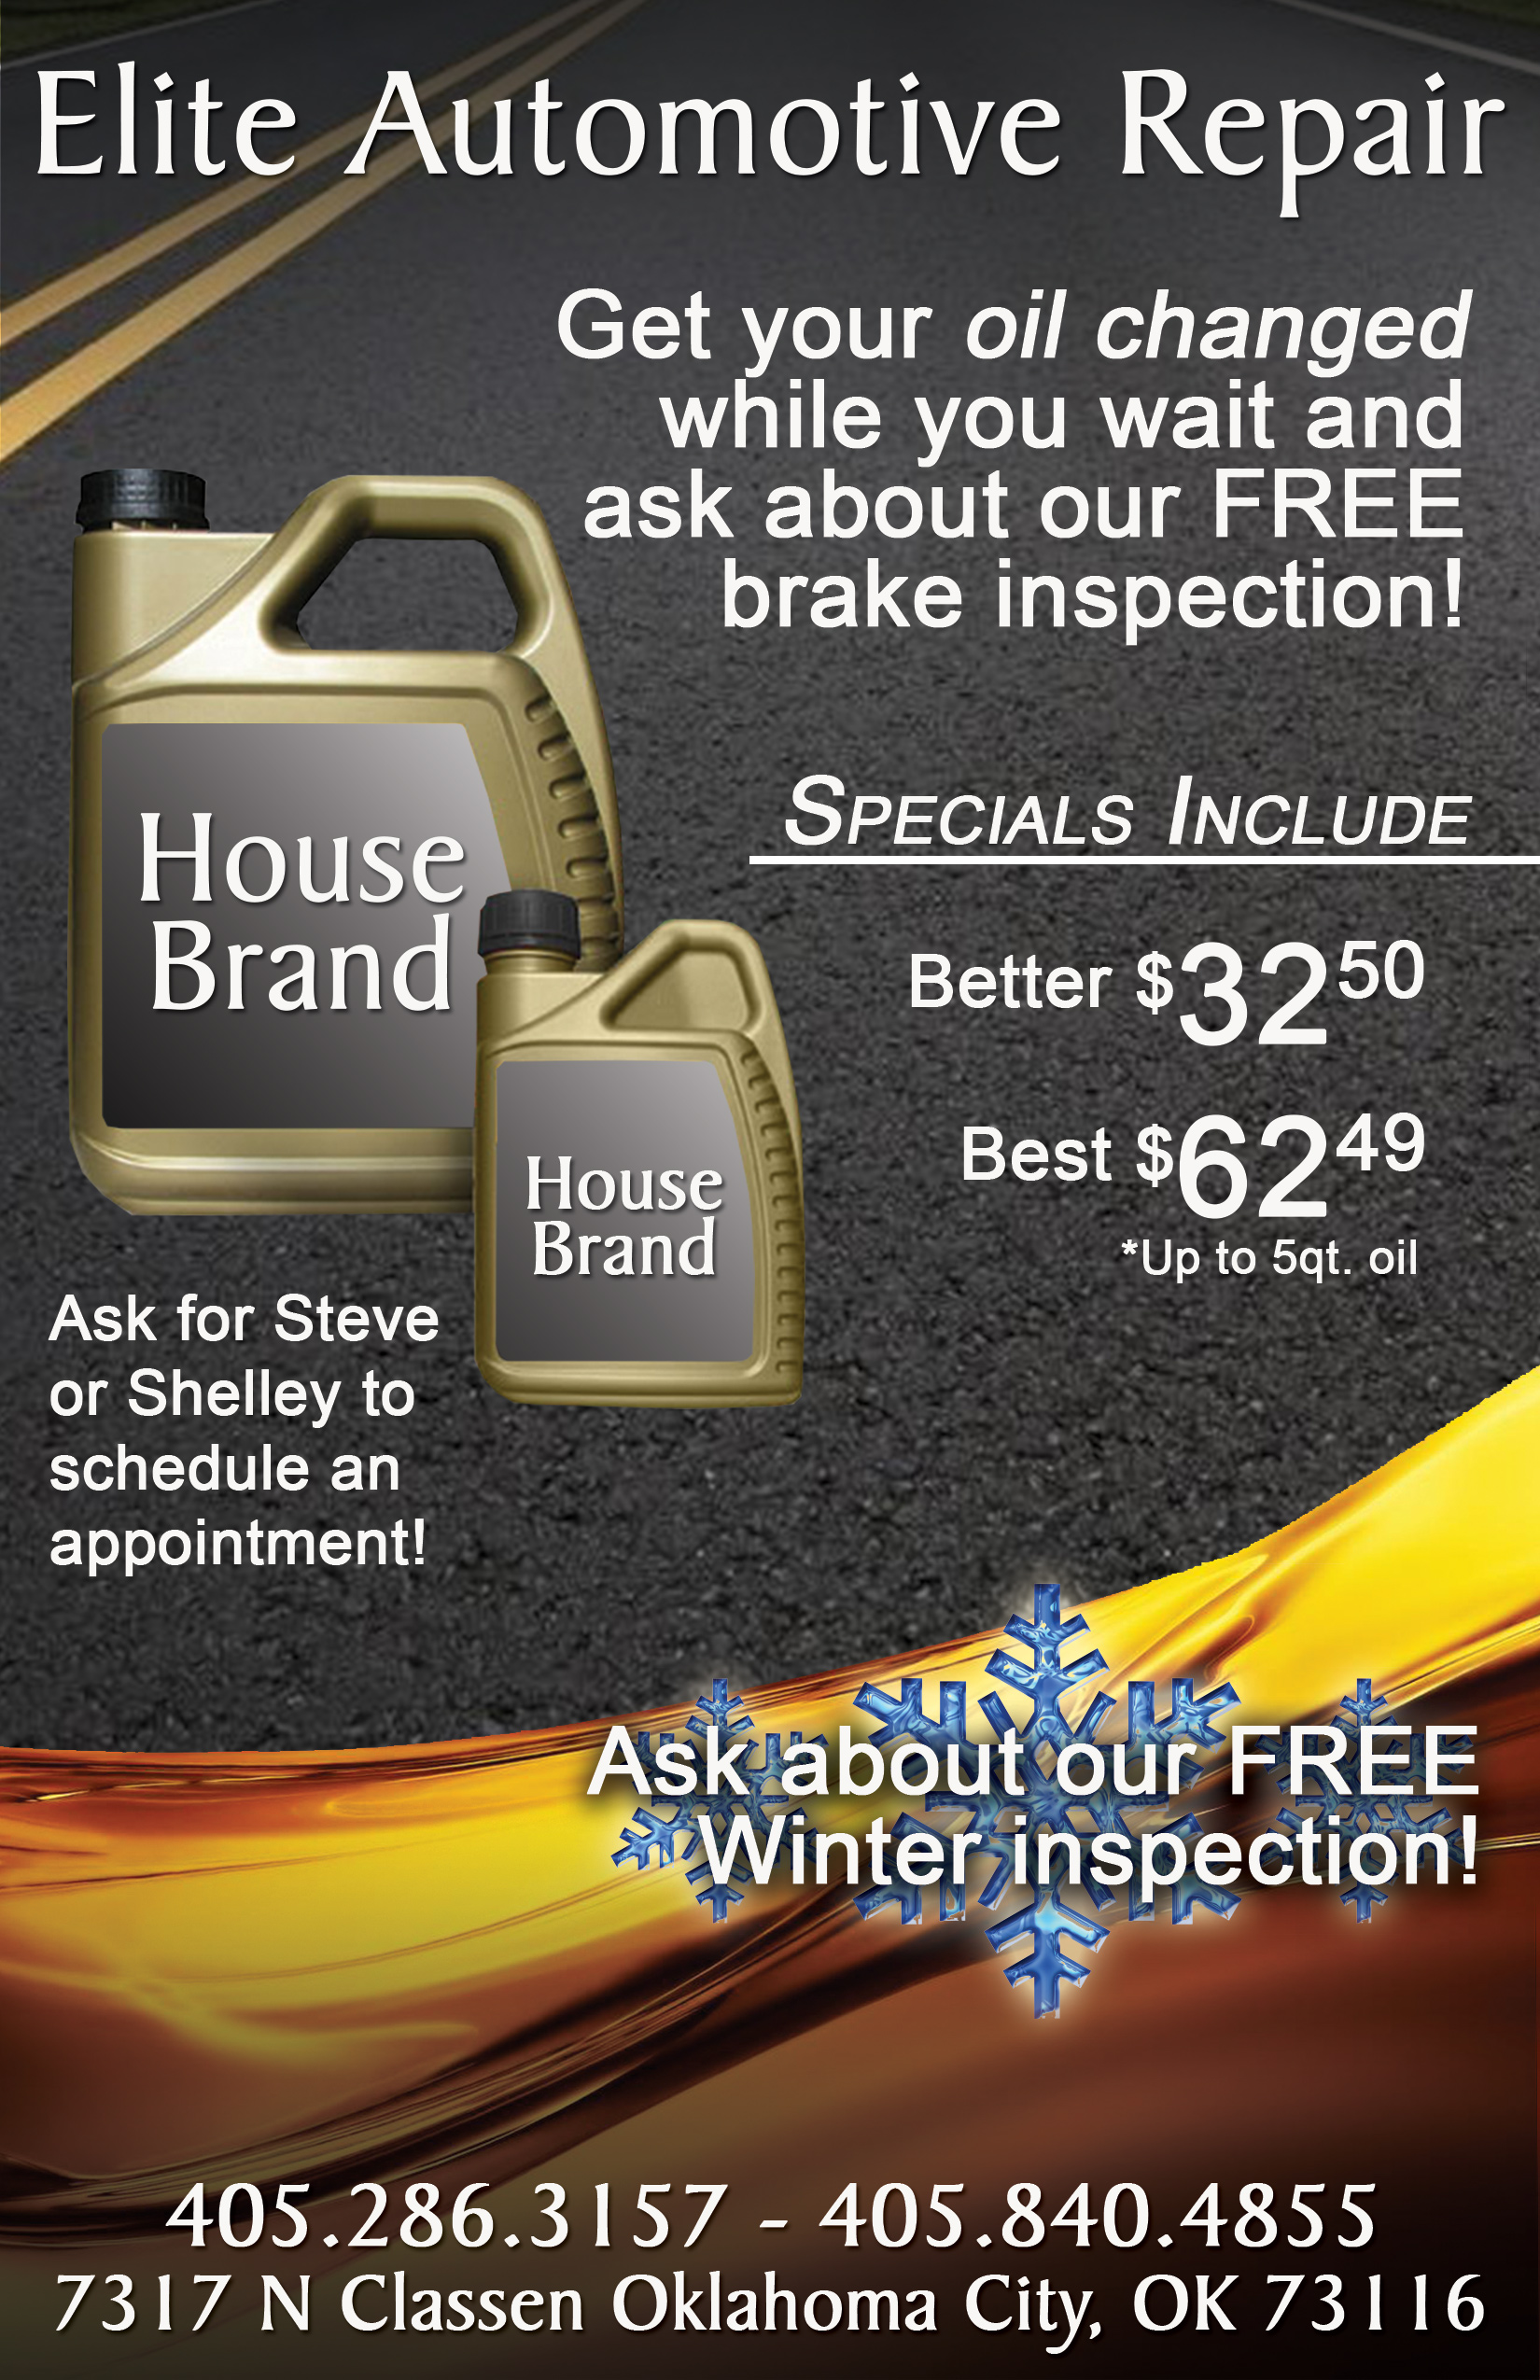 Elite Automotive Repair
Get your oil changed
while you wait and
ask about our FREE
brake inspection!
House
Brand
SPECIALS INCLUDE
Better $32 50
Best $62 49
*Up to 5qt. oil
House
Brand
Ask for Steve
or Shelley to
schedule an
appointment!
Ask about our FREE
Winter inspection!
405.286.3157 - 405.840.4855
7317 N Classen Oklahoma City, OK 73116